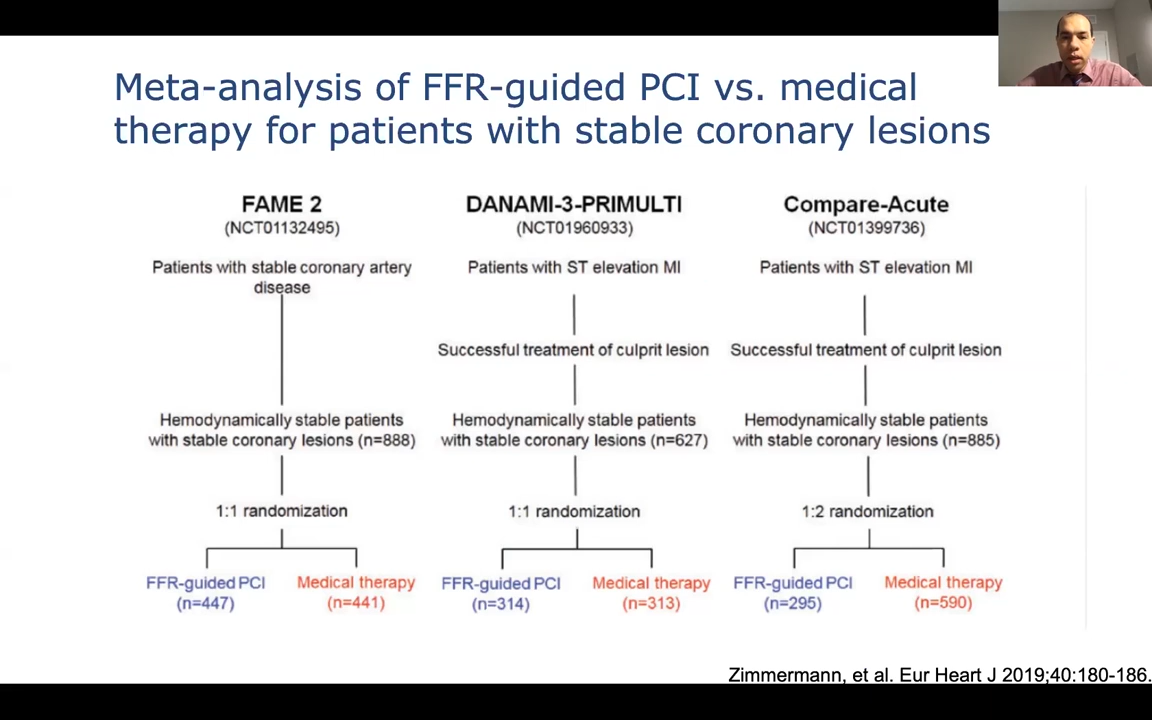 Meta-analysis of FFR-guided PCI vs. medical
therapy for patients with stable coronary lesions
FAME 2
(NCT01132495)
Patients with stable coronary artery
disease
Hemodynamically stable patients
with stable coronary lesions (n=888)
1:1 randomization
FFR-guided PCI
(n=447)
Medical therapy
(n=441)
DANAMI-3-PRIMULTI
(NCT01960933)
Patients with ST elevation MI
Successful treatment of culprit lesion
Hemodynamically stable patients
with stable coronary lesions (n=627)
1:1 randomization
FFR-guided PCI
(n=314)
Medical therapy
(n=313)
Compare-Acute
(NCT01399736)
Patients with ST elevation MI
Successful treatment of culprit lesion
Hemodynamically stable patients
with stable coronary lesions (n=885)
1:2 randomization
FFR-guided PCI
(n=295)
Medical therapy
(n=590)
Zimmermann, et al. Eur Heart J 2019;40:180-186.